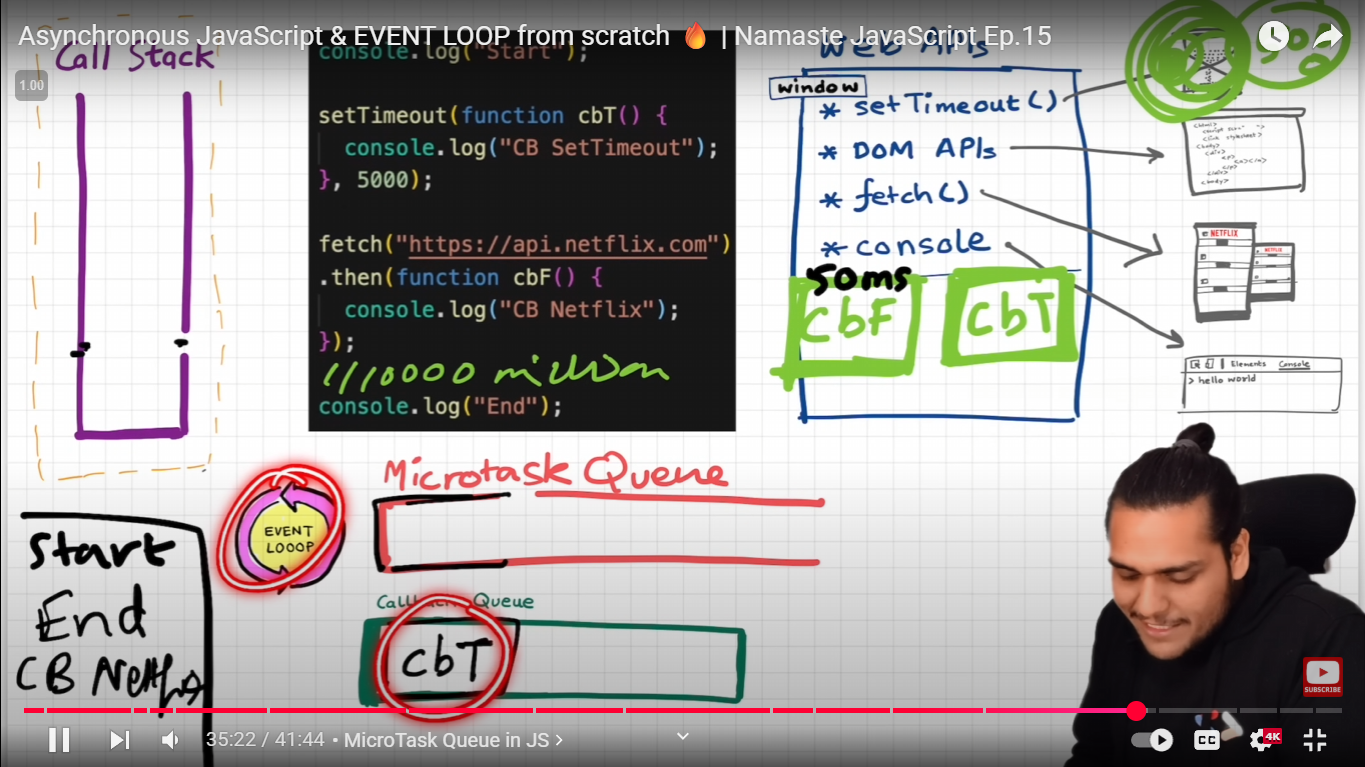 Asynchronous JavaScript & EVENT LOOP from scratch 🔥 | Namaste JavaScript Ep.15
Call Stack
1.00
console.log("Start");
setTimeout(function cbT() {
console.log("CB SetTimeout");
}, 5000);
fetch("https://api.netflix.com")
.then(function cbF() {
console.log("CB Netflix");
});
////0000 million
console.log("End");
Web APIs
window
* setTimeout()
* DOM APIs
* fetch()
* console
50ms
CbF
CbT
NETFLIX
NETFLIX
Elements Console
> hello world
EVENT
LOOOP
Microtask Queue
Queue
cbT
Start
End
CB
SUBSCRIBE
35:22 / 41:44 • MicroTask Queue in JS >
CC
4K